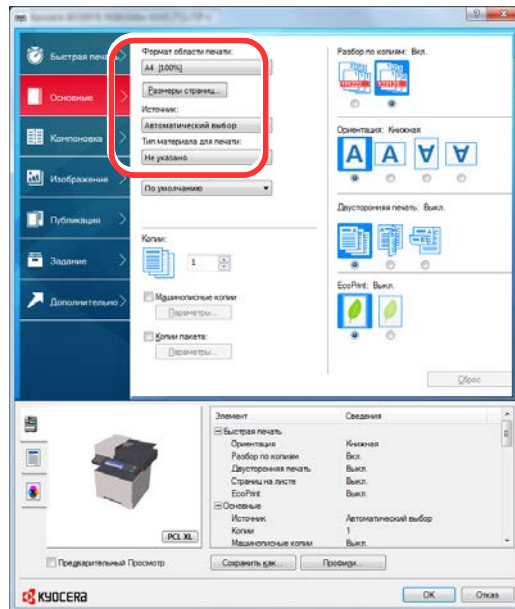 Быстрая печать
Основные
Компоновка
Изображение
Публикация
Задание
Дополнительно
Формат области печати:
A4 [100%]
Размеры страниц...
Источник:
Автоматический выбор
Тип материала для печати:
Не указано
По умолчанию
Копии:
1
Машинописные копии
Параметры...
Копии пакета:
Параметры...
Разбор по копиям: Вкл.
Ориентация: Книжная
A A A A
Двусторонняя печать: Выкл.
EcoPrint: Выкл.
Сброс
PCL XL
Предварительный Просмотр
Элемент Сведения
Быстрая печать
Ориентация Книжная
Разбор по копиям Вкл.
Двусторонняя печать Выкл.
Страниц на листе Выкл.
EcoPrint Выкл.
Основные
Источник Автоматический выбор
Копии 1
Машинописные копии Выкл.
Сохранить как... Профили...
KYOCERA
OK Отказ